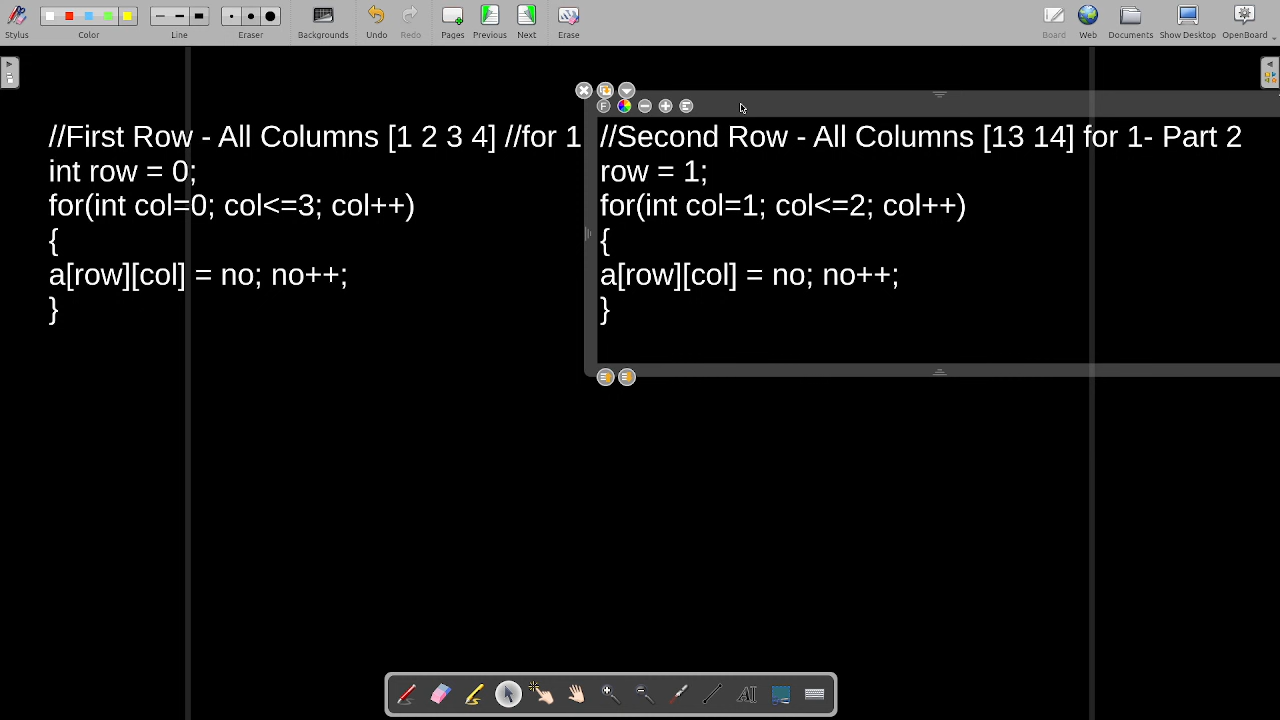 Stylus
Color
Line
Eraser
Backgrounds
Undo
Redo
Pages
Previous
Next
Erase
Board
Web
Documents
Show Desktop
OpenBoard
F
//First Row - All Columns [1 2 3 4] //for 1
int row = 0;
for(int col=0; col<=3; col++)
{
a[row][col] = no; no++;
}
//Second Row - All Columns [13 14] for 1- Part 2
row = 1;
for(int col=1; col<=2; col++)
{
a[row][col] = no; no++;
}
AI